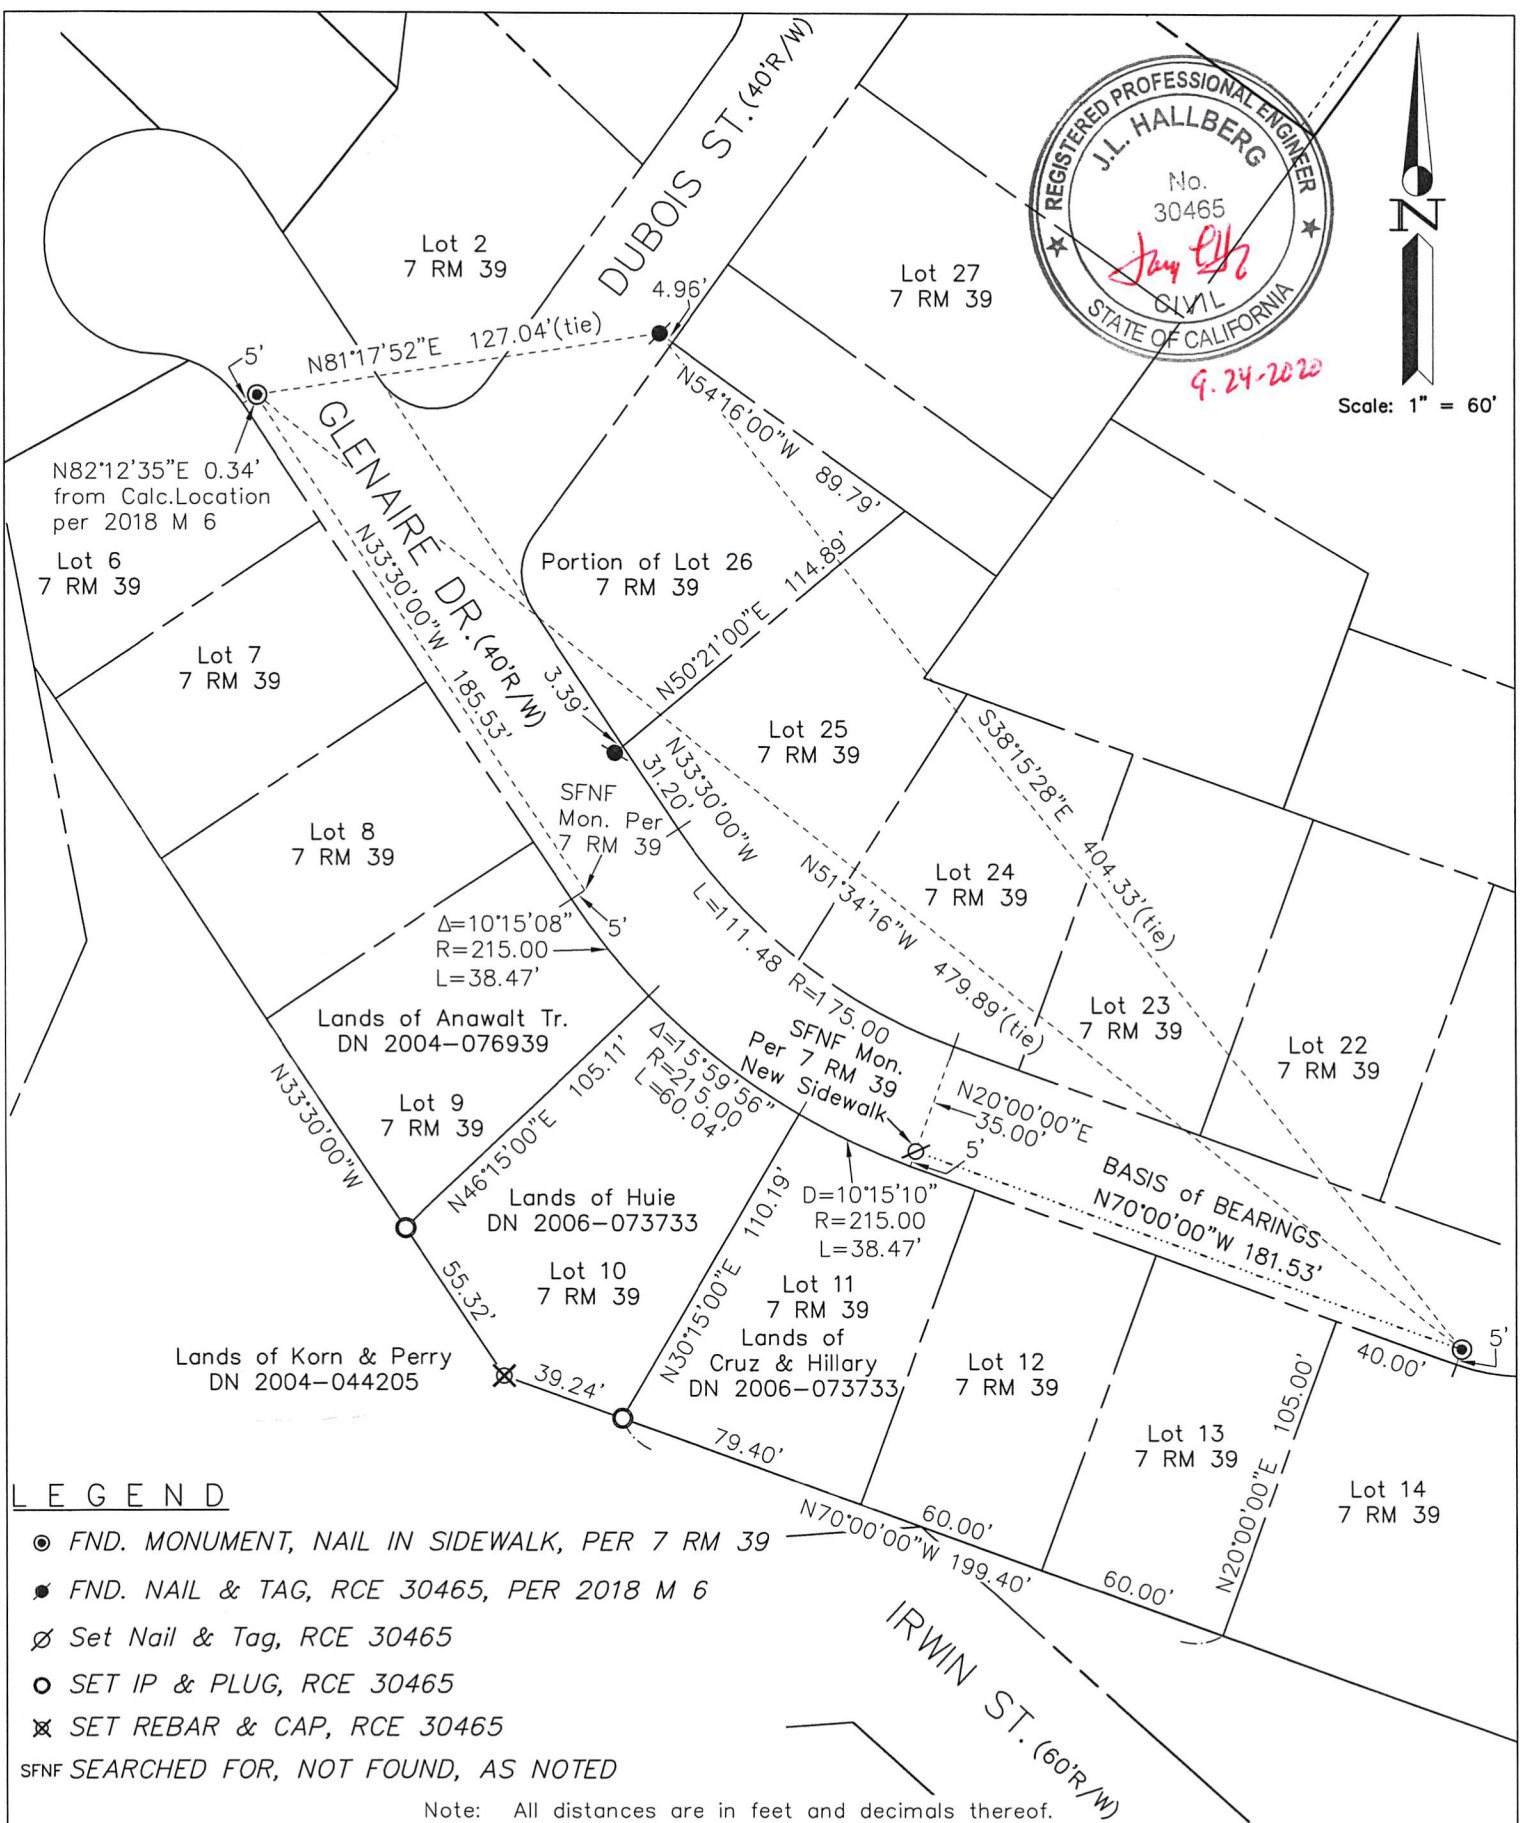 DUBOIS ST.(40'R/W)
REGISTERED PROFESSIONAL ENGINEER
J.L. HALLBERG
No.
30465
CIVIL
STATE OF CALIFORNIA
9.24-2020
N
Scale: 1" = 60'
Lot 2
7 RM 39
Lot 27
7 RM 39
4.96'
5'
N81°17'52"E 127.04'(tie)
N54°16'00"W 89.79'
GLENAIRE DR.(40'R/W)
N82°12'35"E 0.34'
from Calc.Location
per 2018 M 6
Lot 6
7 RM 39
N33°30'00"W 185.53'
Portion of Lot 26
7 RM 39
N50°21'00"E 114.89'
Lot 7
7 RM 39
3.39'
Lot 25
7 RM 39
N33°30'00"W
31.20'
S38°15'28"E 404.33'(tie)
SFNF
Mon. Per
7 RM 39
Lot 8
7 RM 39
N51°34'16"W 479.89'(tie)
Lot 24
7 RM 39
L=111.48 R=175.00
Δ=10°15'08"
R=215.00
L=38.47'
5'
Lands of Anawalt Tr.
DN 2004-076939
Lot 23
7 RM 39
Lot 22
7 RM 39
SFNF Mon.
Per 7 RM 39
New Sidewalk
Δ=15°59'56"
R=215.00
L=60.04'
N33°30'00"W
Lot 9
7 RM 39
N46°15'00"E 105.11'
N20°00'00"E
35.00'
5'
BASIS of BEARINGS
N70°00'00"W 181.53'
Lands of Huie
DN 2006-073733
D=10°15'10"
R=215.00
L=38.47'
Lot 10
7 RM 39
55.32'
N30°15'00"E 110.19'
Lot 11
7 RM 39
Lands of
Cruz & Hillary
DN 2006-073733
Lands of Korn & Perry
DN 2004-044205
39.24'
Lot 12
7 RM 39
40.00'
5'
Lot 13
7 RM 39
N20°00'00"E 105.00'
Lot 14
7 RM 39
79.40'
60.00'
N70°00'00"W 199.40'
60.00'
IRWIN ST. (60'R/W)
LEGEND
FND. MONUMENT, NAIL IN SIDEWALK, PER 7 RM 39
FND. NAIL & TAG, RCE 30465, PER 2018 M 6
Set Nail & Tag, RCE 30465
SET IP & PLUG, RCE 30465
SET REBAR & CAP, RCE 30465
SFNF SEARCHED FOR, NOT FOUND, AS NOTED
Note: All distances are in feet and decimals thereof.